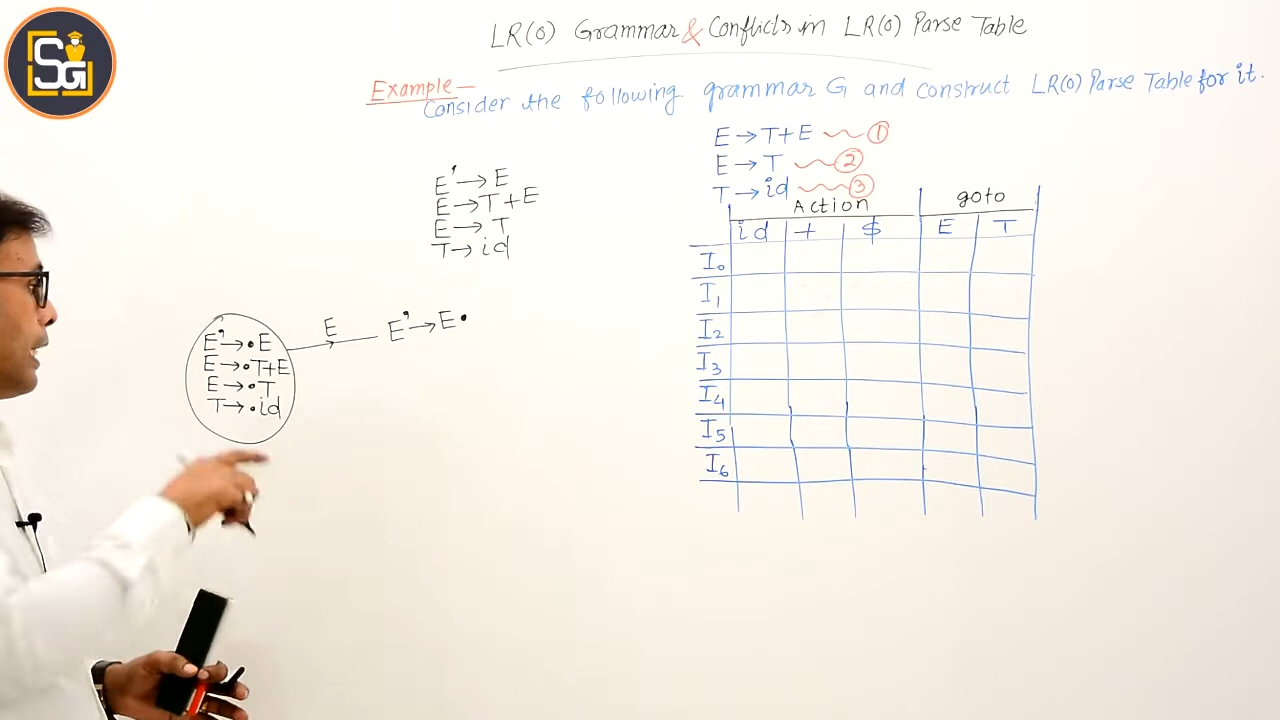 SG
LR(0) Grammar & Conflicts in LR(0) Parse Table
Example-
Consider the following grammar G and construct LR(0) Parse Table for it.
E→T+E ①
E→T ②
T→id ③
E'→E
E→T+E
E→T
T→id
E'→•E
E→•T+E
E→•T
T→•id
E
E'→E•
Action goto
id + $ E T
I₀
I₁
I₂
I₃
I₄
I₅
I₆